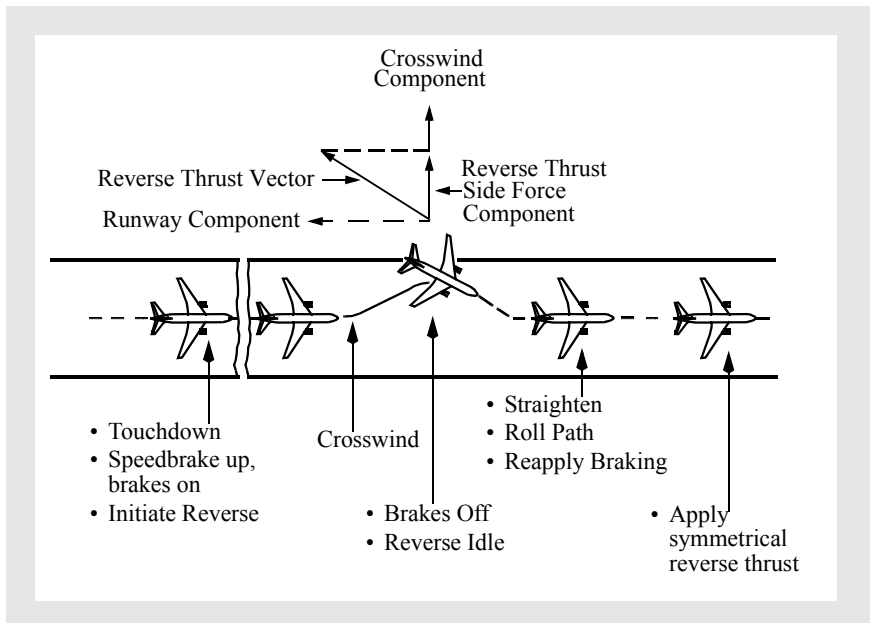 Crosswind
Component
Reverse Thrust Vector
Reverse Thrust
Side Force
Component
Runway Component
• Touchdown
• Speedbrake up,
brakes on
• Initiate Reverse
Crosswind
• Brakes Off
• Reverse Idle
• Straighten
• Roll Path
• Reapply Braking
• Apply
symmetrical
reverse thrust